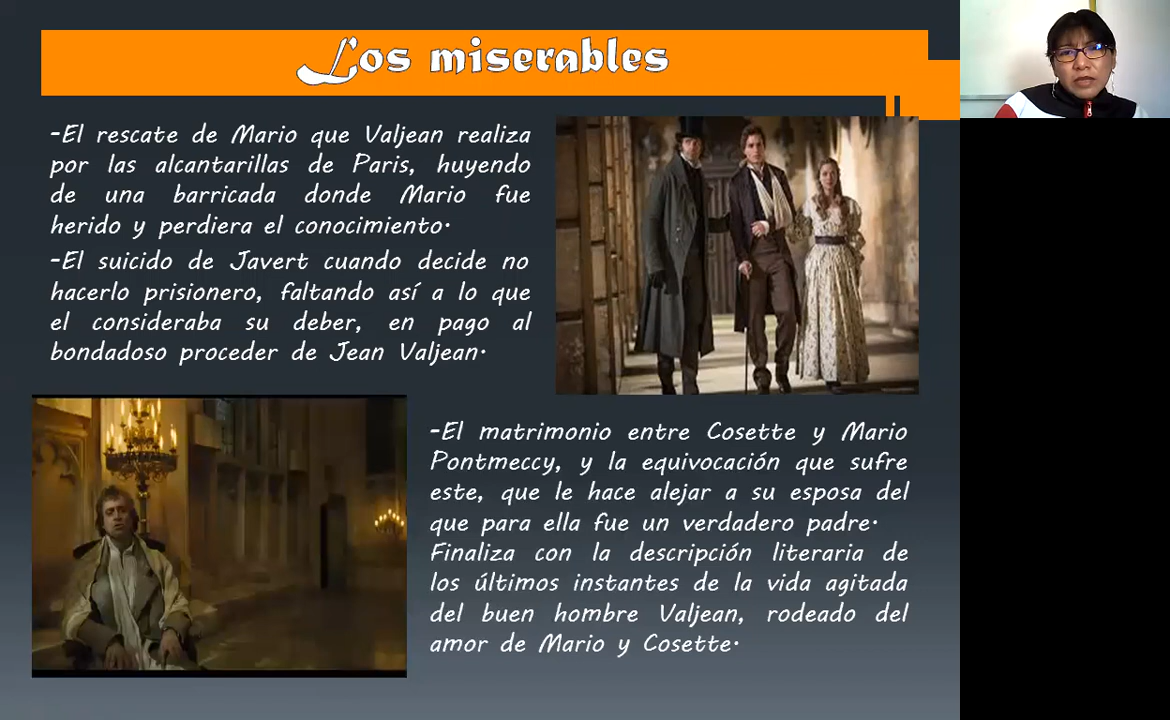 Los miserables
-El rescate de Mario que Valjean realiza
por las alcantarillas de Paris, huyendo
de una barricada donde Mario fue
herido y perdiera el conocimiento.
-El suicido de Javert cuando decide no
hacerlo prisionero, faltando así a lo que
el consideraba su deber, en pago al
bondadoso proceder de Jean Valjean.
-El matrimonio entre Cosette y Mario
Pontmeccy, y la equivocación que sufre
este, que le hace alejar a su esposa del
que para ella fue un verdadero padre.
Finaliza con la descripción literaria de
los últimos instantes de la vida agitada
del buen hombre Valjean, rodeado del
amor de Mario y Cosette.